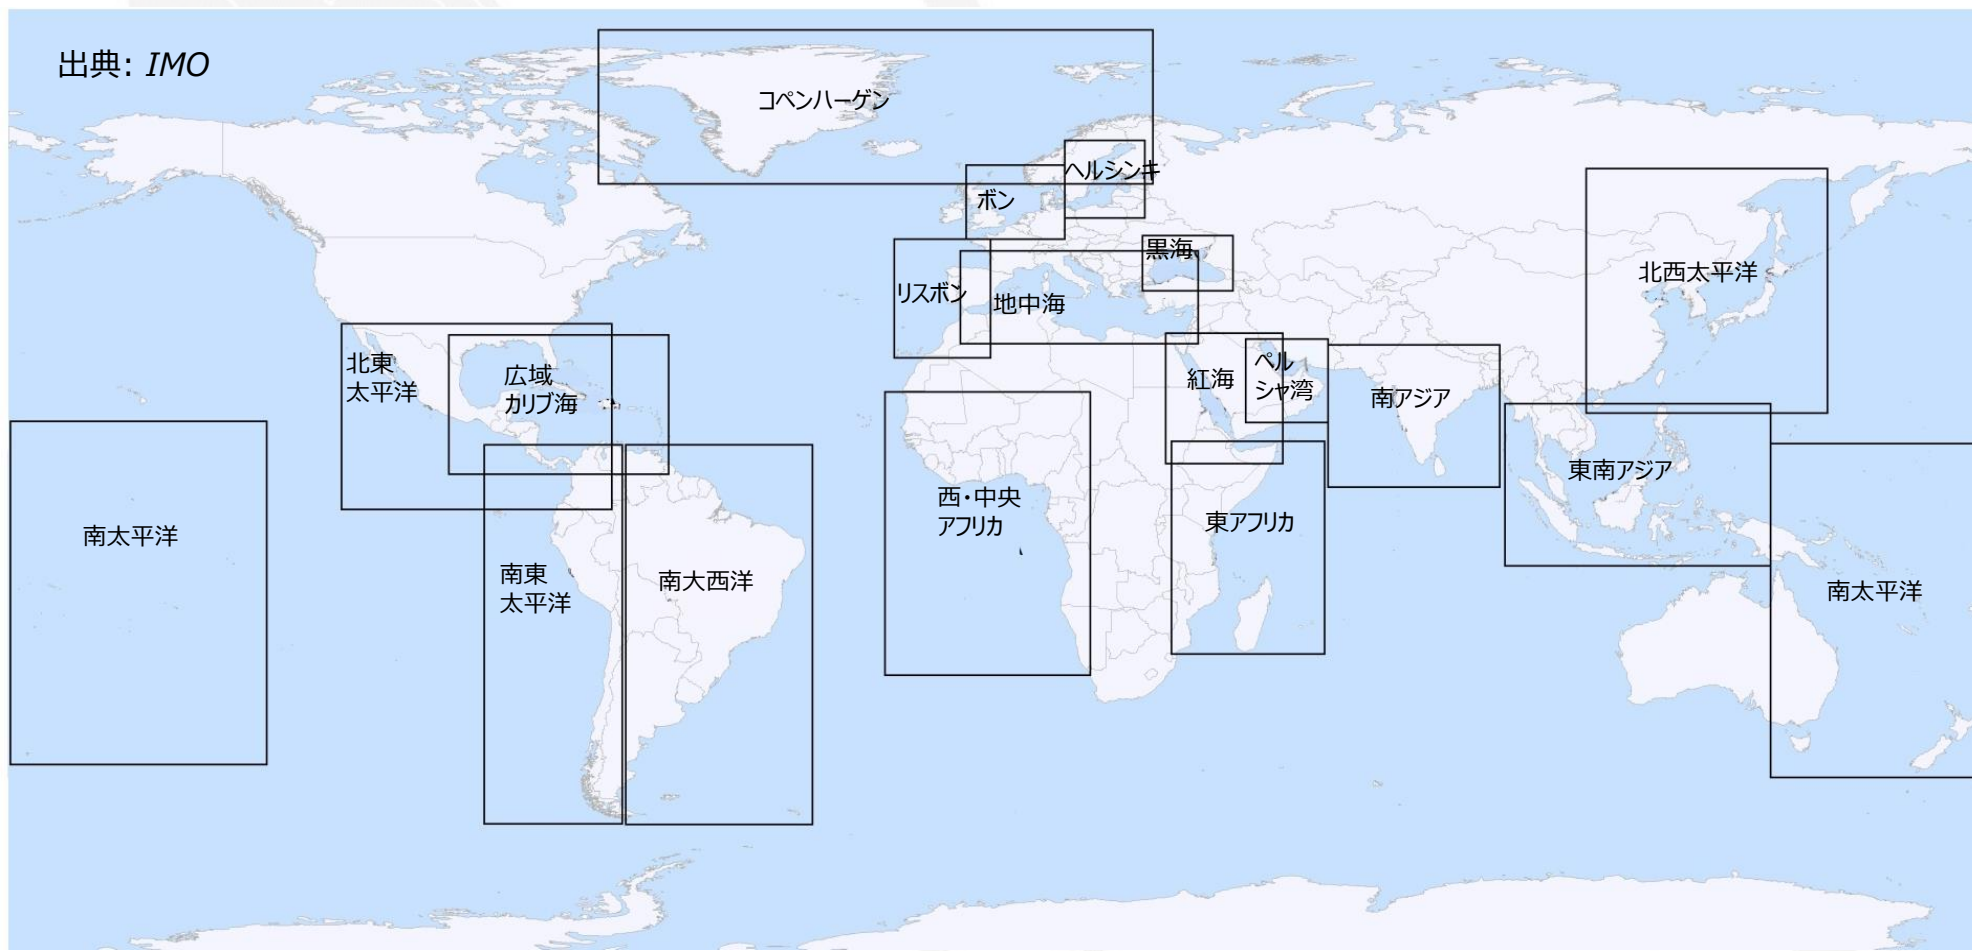 出典: IMO
コペンハーゲン
ヘルシンキ
ボン
黒海
北西太平洋
リスボン
地中海
北東
太平洋
広域
カリブ海
紅海
ペル
シャ湾
南アジア
東南アジア
西・中央
アフリカ
東アフリカ
南太平洋
南東
太平洋
南大西洋
南太平洋